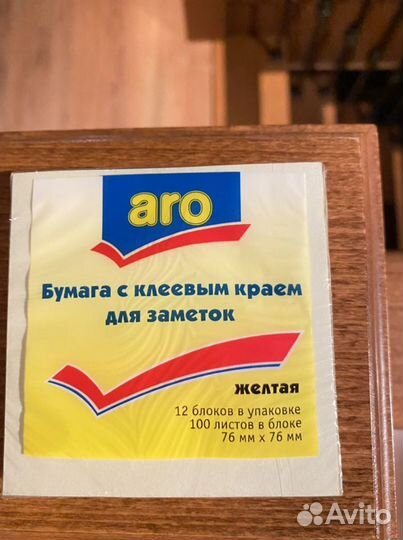 aro
Бумага с клеевым краем
для заметок
желтая
12 блоков в упаковке
100 листов в блоке
76 мм х 76 мм
Avito